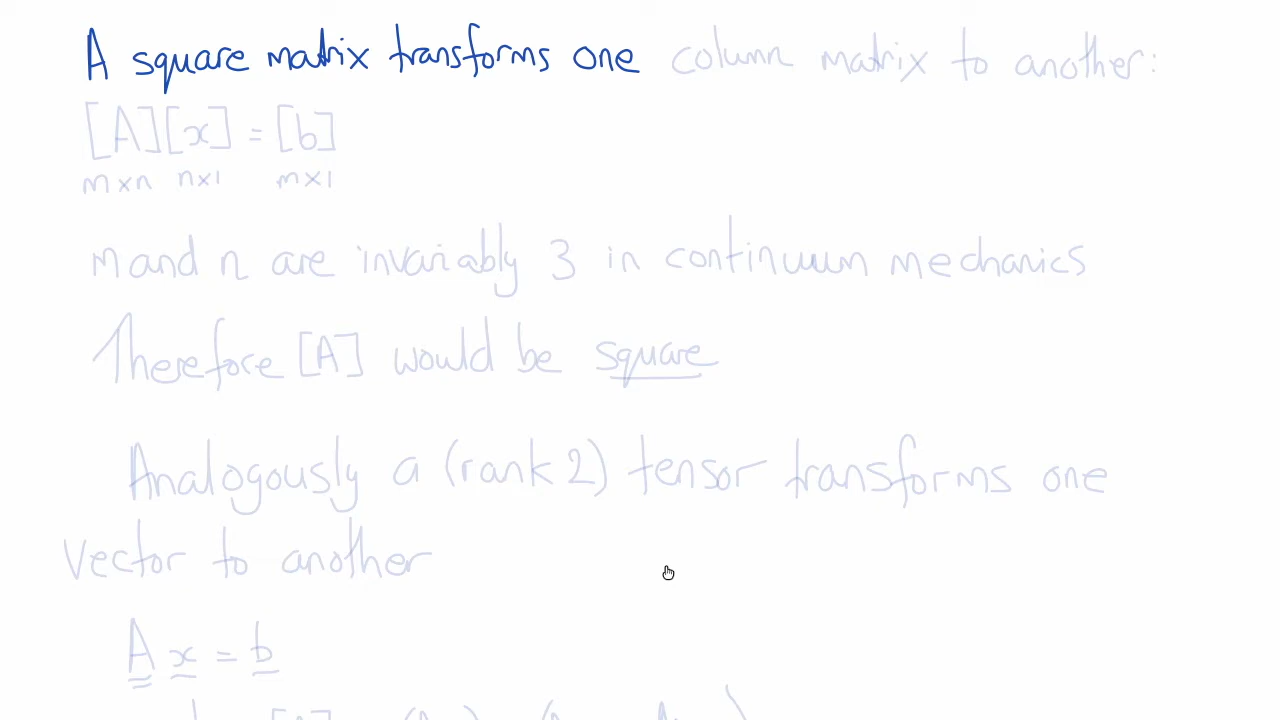 A square matrix transforms one column matrix to another:
[A][x] = [b]
m×n n×1 m×1
m and n are invariably 3 in continuum mechanics
Therefore [A] would be square
Analogously a (rank 2) tensor transforms one
vector to another
A x = b